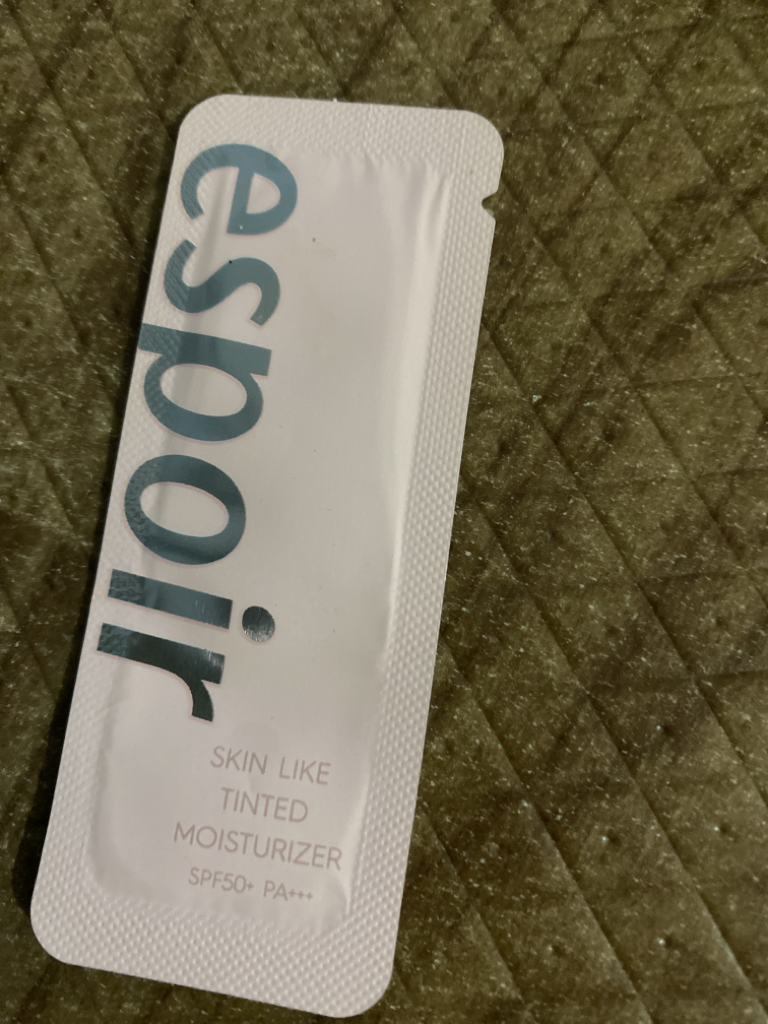 espoir
SKIN LIKE
TINTED
MOISTURIZER
SPF50+ PA+++